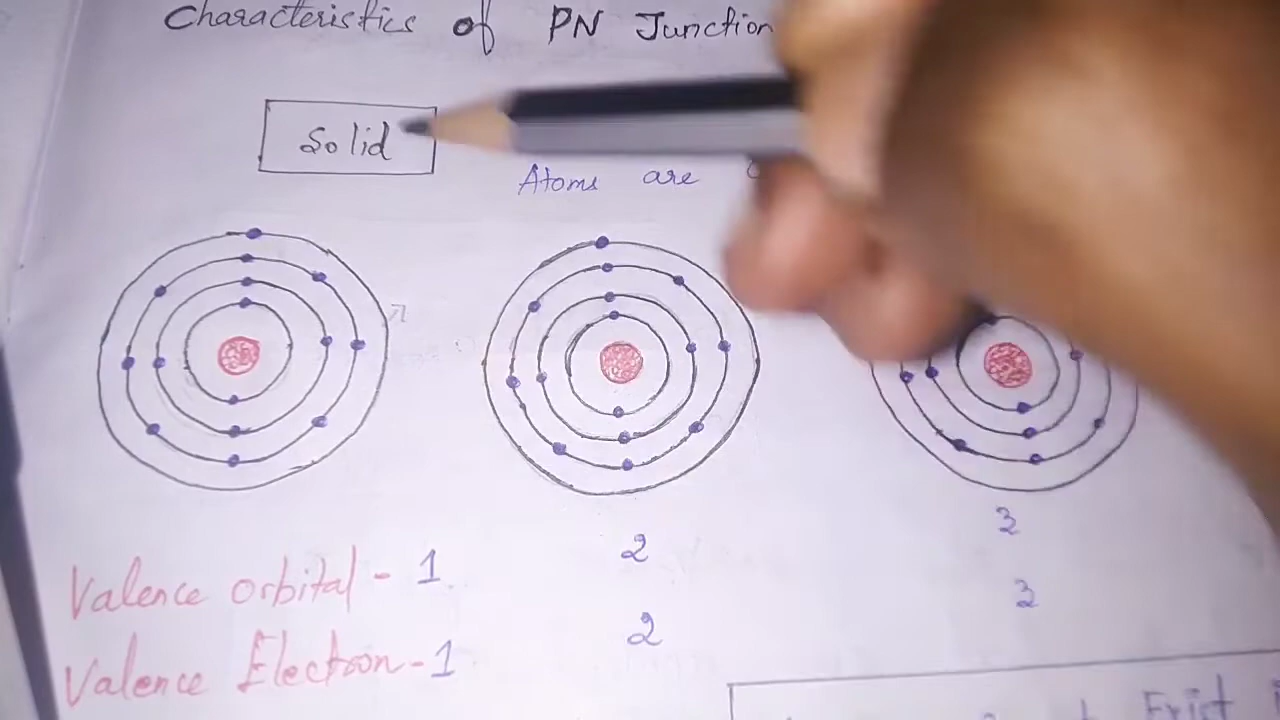 Characteristics of PN Junction
Solid
Atoms are
2
3
Valence orbital - 1
3
2
Valence Electron - 1
Exist